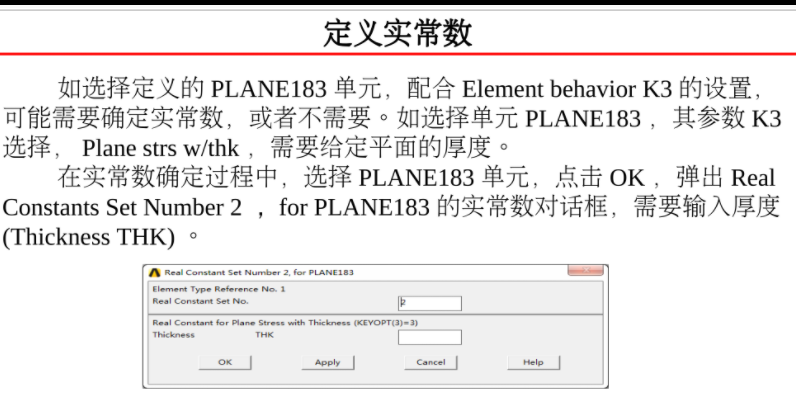 定义实常数
如选择定义的 PLANE183 单元，配合 Element behavior K3 的设置，
可能需要确定实常数，或者不需要。如选择单元 PLANE183 ，其参数 K3
选择， Plane strs w/thk ，需要给定平面的厚度。
在实常数确定过程中，选择 PLANE183 单元，点击 OK ，弹出 Real
Constants Set Number 2 ，for PLANE183 的实常数对话框，需要输入厚度
(Thickness THK) 。
Real Constant Set Number 2, for PLANE183
Element Type Reference No. 1
Real Constant Set No. 2
Real Constant for Plane Stress with Thickness (KEYOPT(3)=3)
Thickness THK
OK Apply Cancel Help